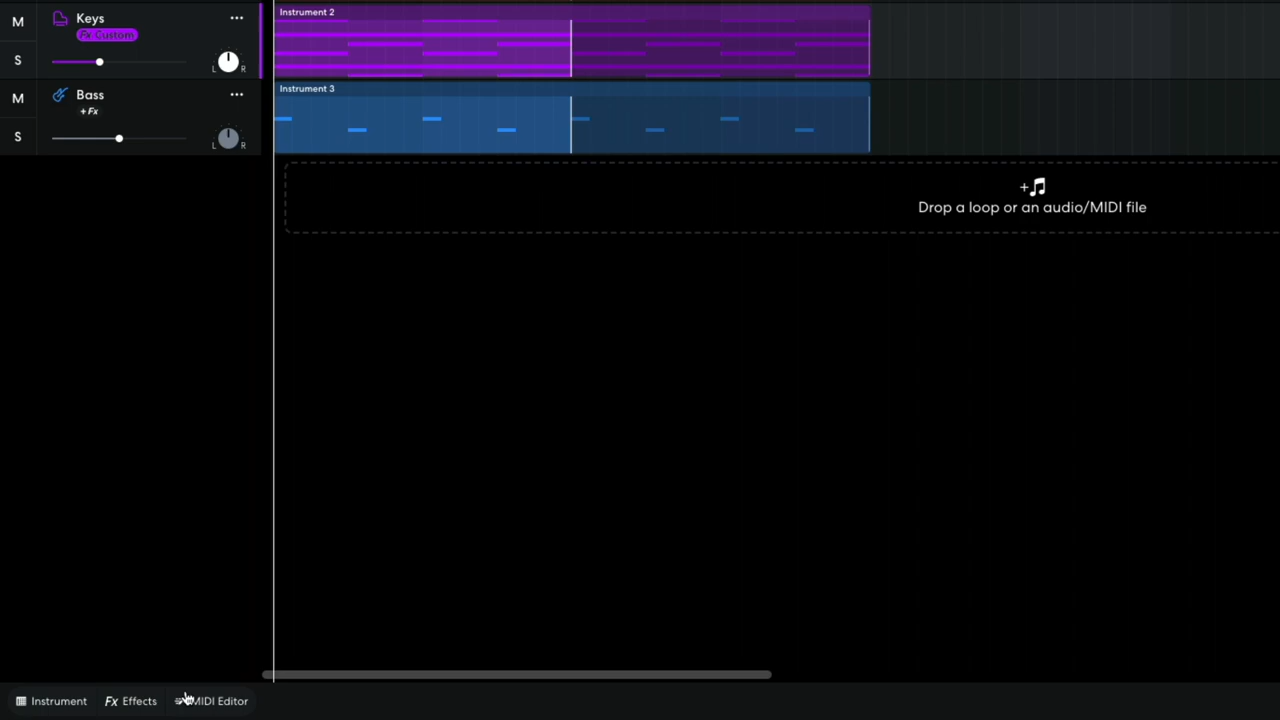 M
Keys
...
Fx Custom
S
L
R
Instrument 2
M
Bass
...
+Fx
S
L
R
Instrument 3
+
Drop a loop or an audio/MIDI file
Instrument
Fx Effects
MIDI Editor